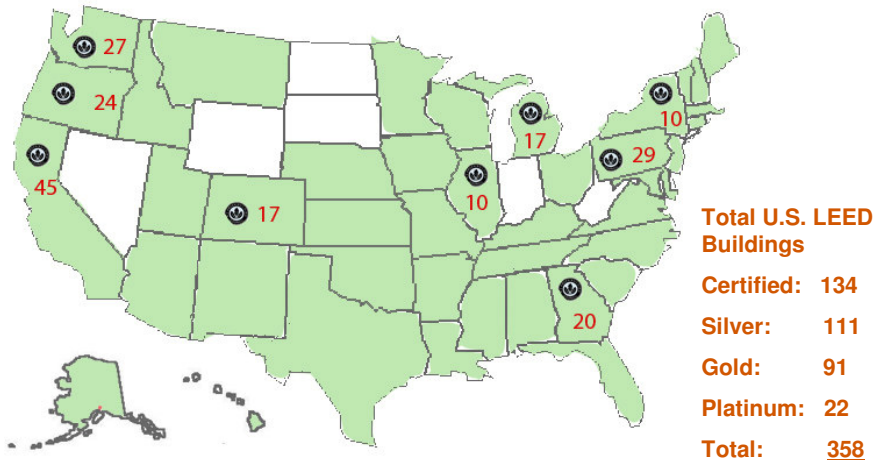 27
24
45
17
10
17
10
29
20
Total U.S. LEED
Buildings
Certified: 134
Silver: 111
Gold: 91
Platinum: 22
Total: 358